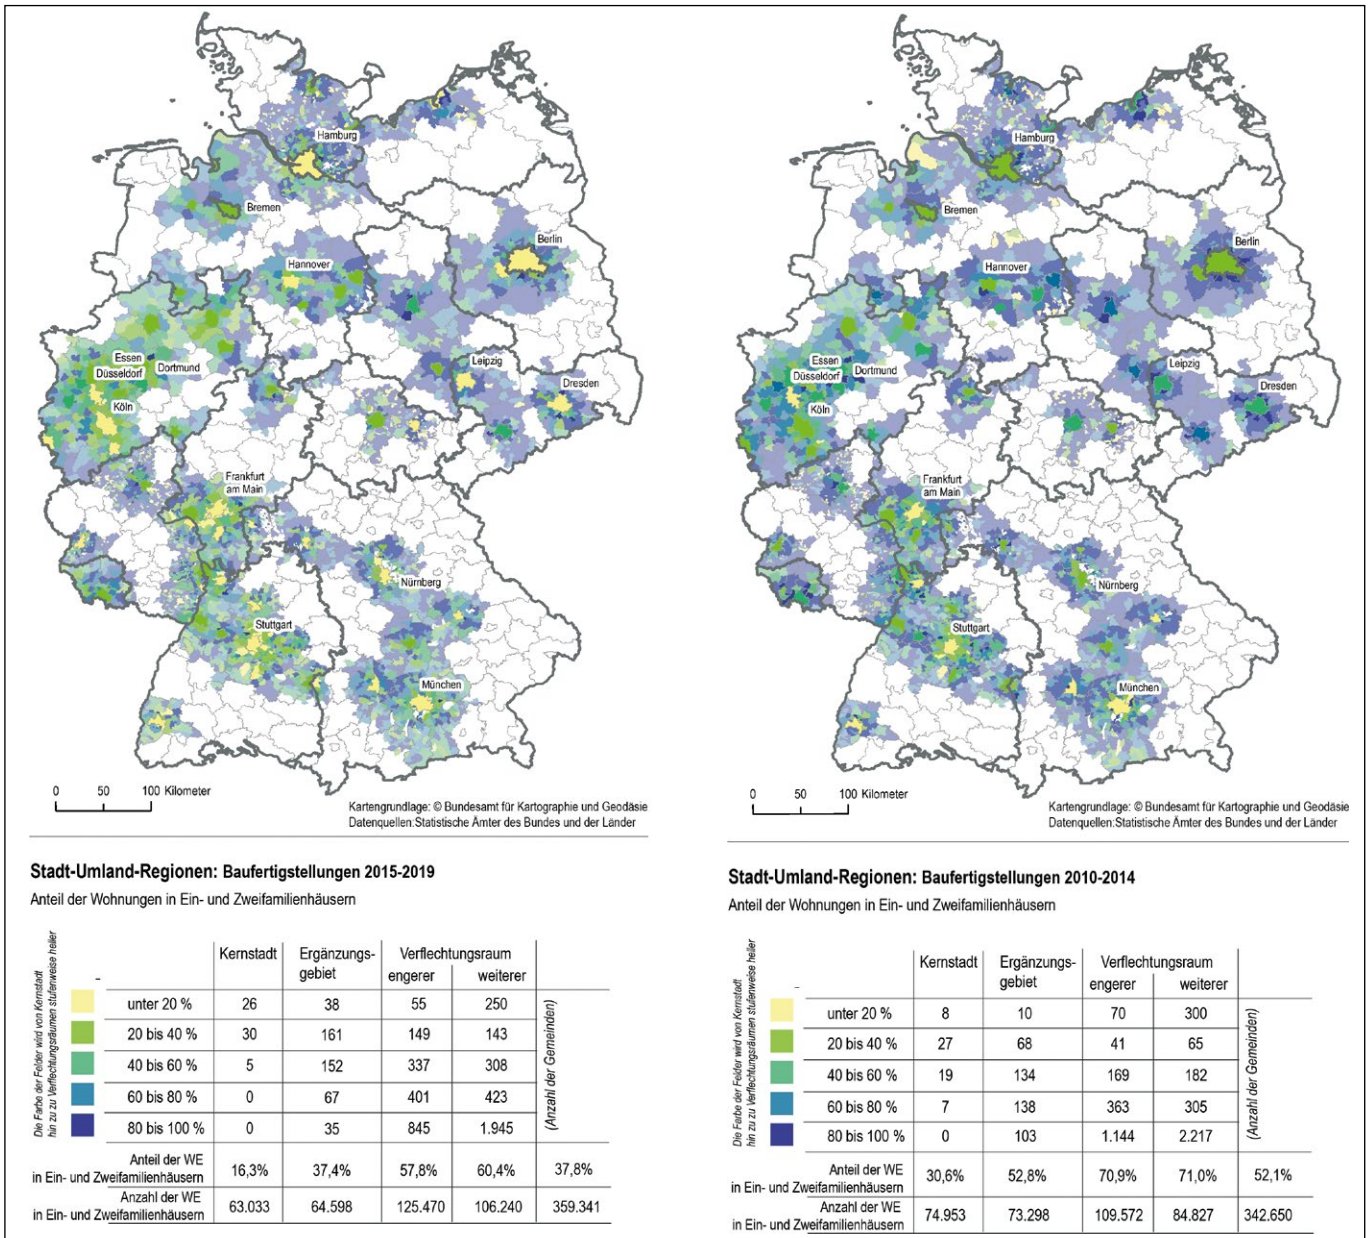 Hamburg
Bremen
Berlin
Hannover
Essen
Düsseldorf
Dortmund
Köln
Leipzig
Dresden
Frankfurt
am Main
Nürnberg
Stuttgart
München
0 50 100 Kilometer
Kartengrundlage: © Bundesamt für Kartographie und Geodäsie
Datenquellen:Statistische Ämter des Bundes und der Länder
Stadt-Umland-Regionen: Baufertigstellungen 2015-2019
Anteil der Wohnungen in Ein- und Zweifamilienhäusern
Die Farbe der Felder wird von Kernstadt
hin zu zu Verflechtungsräumen stufenweise heller
Kernstadt Ergänzungs- Verflechtungsraum
gebiet engerer weiterer
unter 20 % 26 38 55 250
20 bis 40 % 30 161 149 143
40 bis 60 % 5 152 337 308
60 bis 80 % 0 67 401 423
80 bis 100 % 0 35 845 1.945
(Anzahl der Gemeinden)
Anteil der WE
in Ein- und Zweifamilienhäusern 16,3% 37,4% 57,8% 60,4% 37,8%
Anzahl der WE
in Ein- und Zweifamilienhäusern 63.033 64.598 125.470 106.240 359.341
Hamburg
Bremen
Berlin
Hannover
Essen
Düsseldorf
Dortmund
Köln
Leipzig
Dresden
Frankfurt
am Main
Nürnberg
Stuttgart
München
0 50 100 Kilometer
Kartengrundlage: © Bundesamt für Kartographie und Geodäsie
Datenquellen:Statistische Ämter des Bundes und der Länder
Stadt-Umland-Regionen: Baufertigstellungen 2010-2014
Anteil der Wohnungen in Ein- und Zweifamilienhäusern
Die Farbe der Felder wird von Kernstadt
hin zu zu Verflechtungsräumen stufenweise heller
Kernstadt Ergänzungs- Verflechtungsraum
gebiet engerer weiterer
unter 20 % 8 10 70 300
20 bis 40 % 27 68 41 65
40 bis 60 % 19 134 169 182
60 bis 80 % 7 138 363 305
80 bis 100 % 0 103 1.144 2.217
(Anzahl der Gemeinden)
Anteil der WE
in Ein- und Zweifamilienhäusern 30,6% 52,8% 70,9% 71,0% 52,1%
Anzahl der WE
in Ein- und Zweifamilienhäusern 74.953 73.298 109.572 84.827 342.650